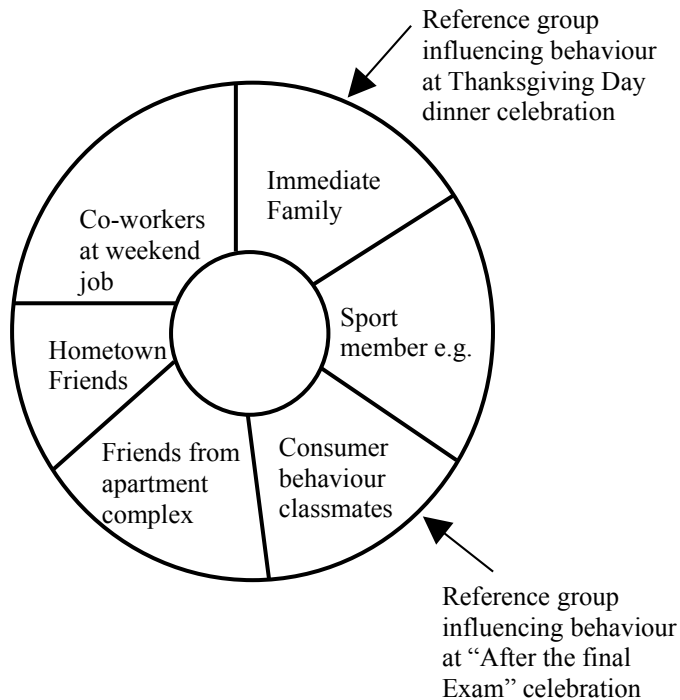 Reference group
influencing behaviour
at Thanksgiving Day
dinner celebration
Immediate
Family
Co-workers
at weekend
job
Sport
member e.g.
Hometown
Friends
Friends from
apartment
complex
Consumer
behaviour
classmates
Reference group
influencing behaviour
at “After the final
Exam” celebration